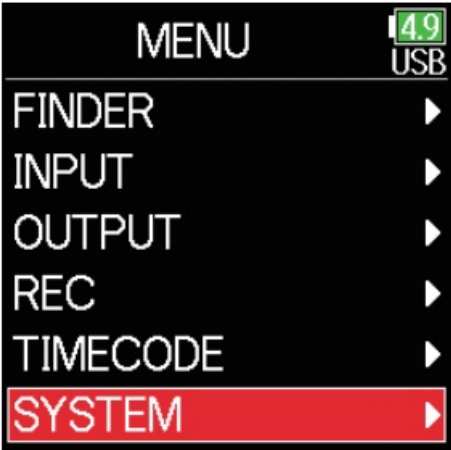 MENU
4.9
USB
FINDER
INPUT
OUTPUT
REC
TIMECODE
SYSTEM